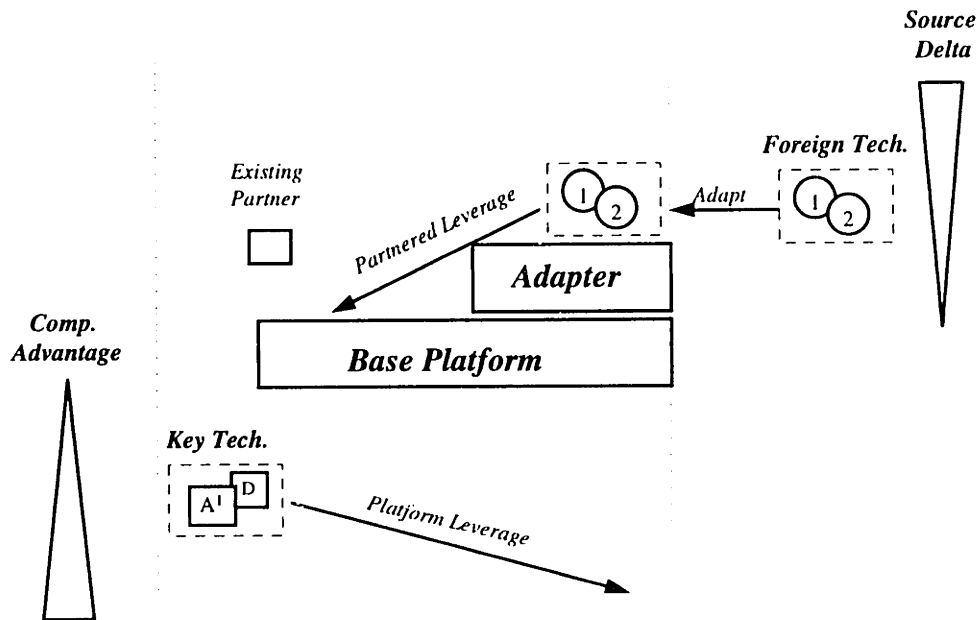 Source
Delta
Foreign Tech.
Existing
Partner
1
2
Adapt
1
2
Partnered Leverage
Adapter
Comp.
Advantage
Base Platform
Key Tech.
A'
D
Platform Leverage